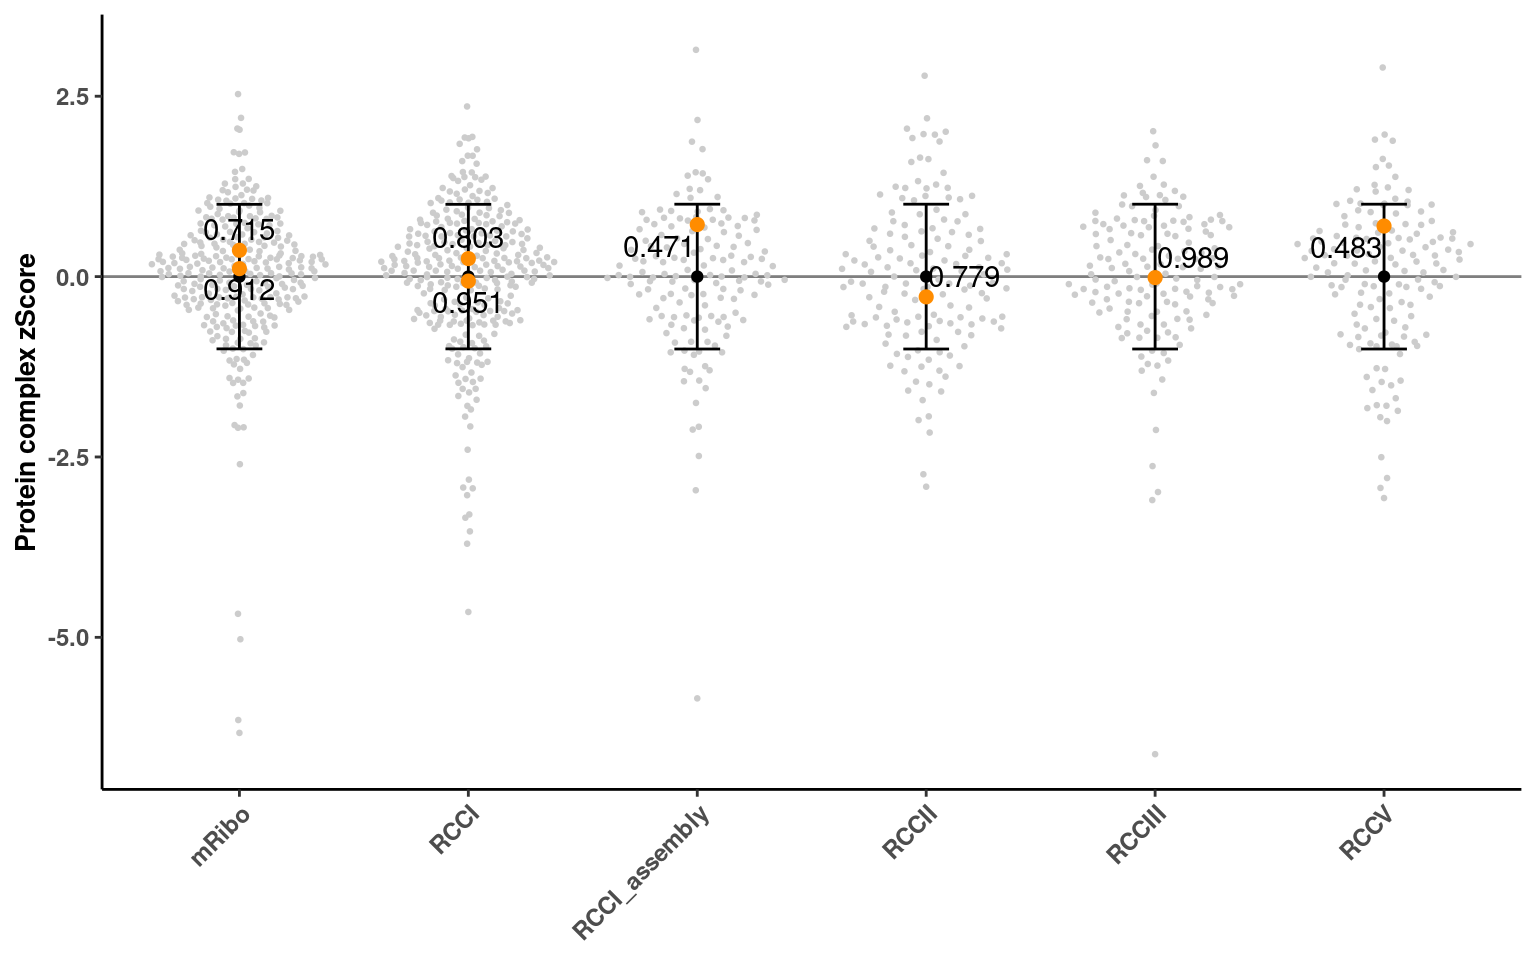 Protein complex zScore
2.5
0.0
-2.5
-5.0
0.715
0.912
0.803
0.951
0.471
0.779
0.989
0.483
mRibo
RCCI
RCCI_assembly
RCCII
RCCIII
RCCV